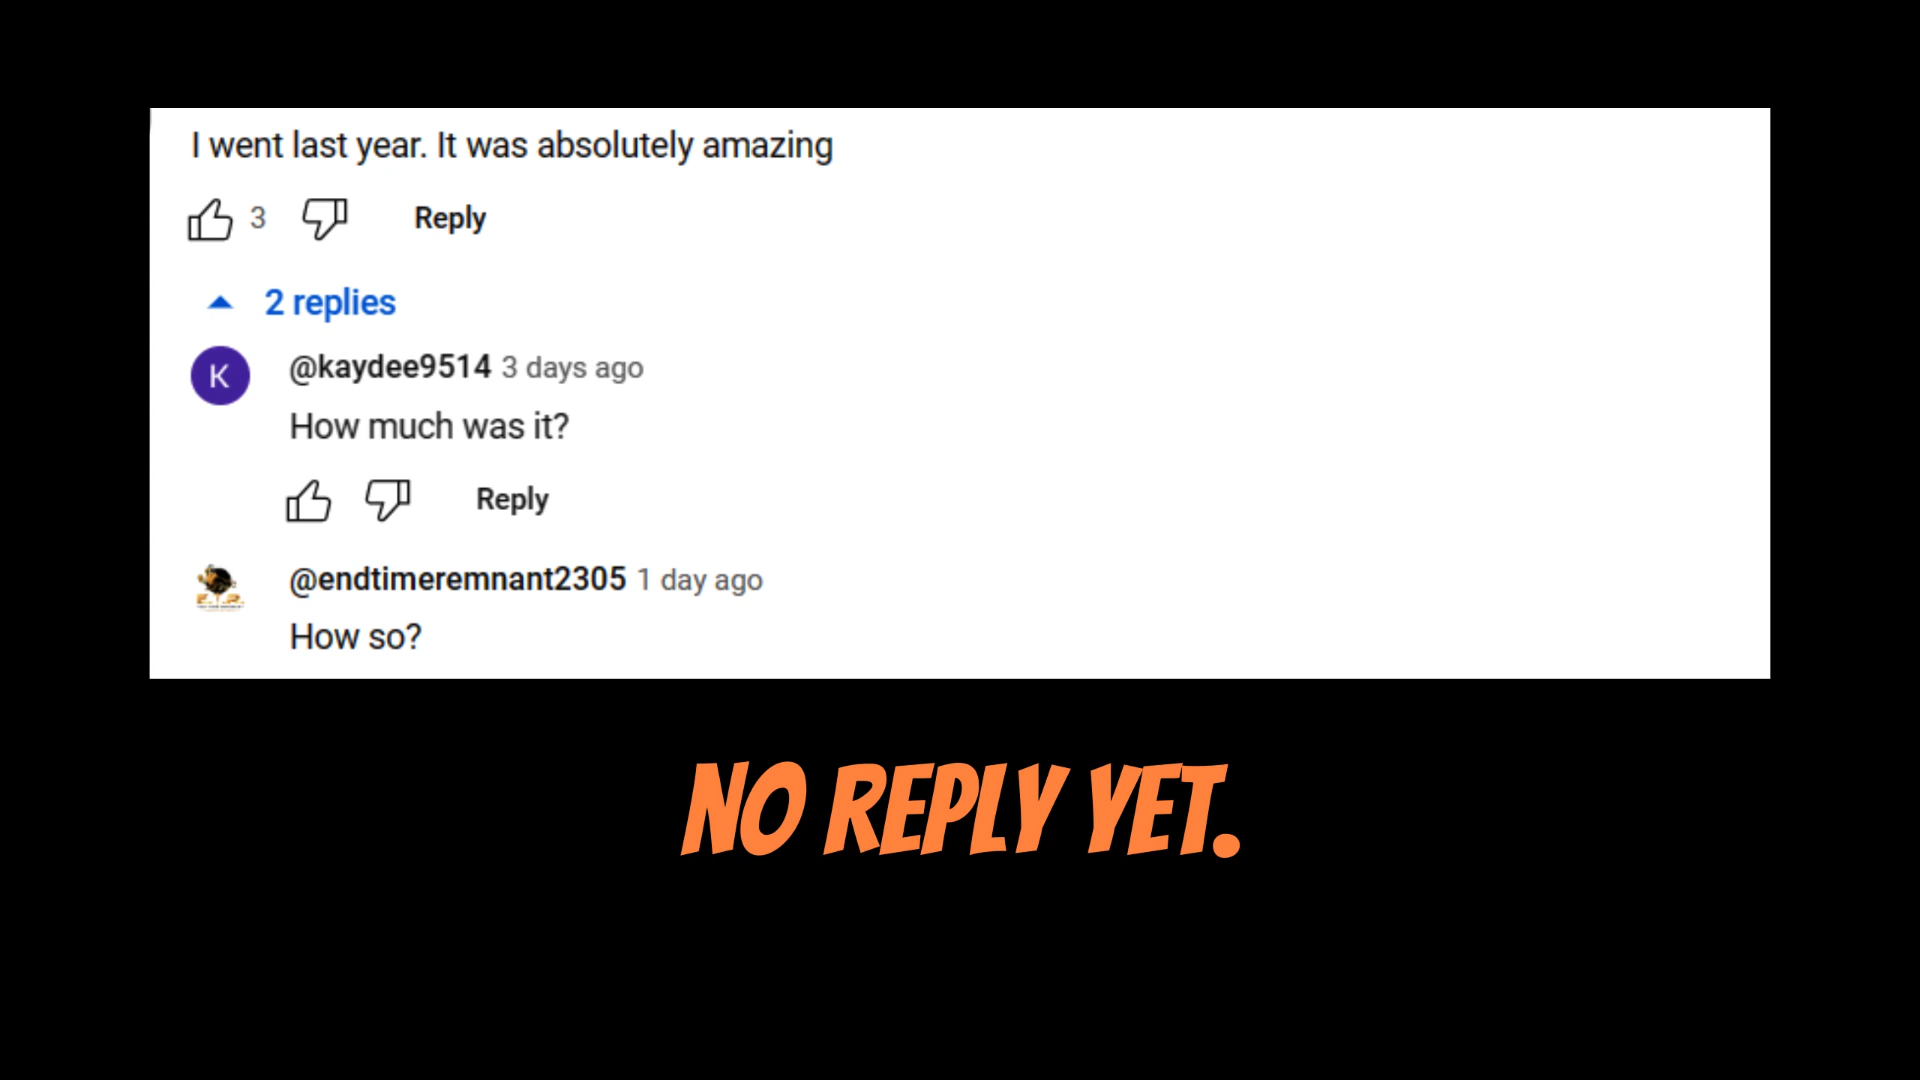 I went last year. It was absolutely amazing
3 Reply
2 replies
K
@kaydee9514 3 days ago
How much was it?
Reply
@endtimeremnant2305 1 day ago
How so?
NO REPLY YET.